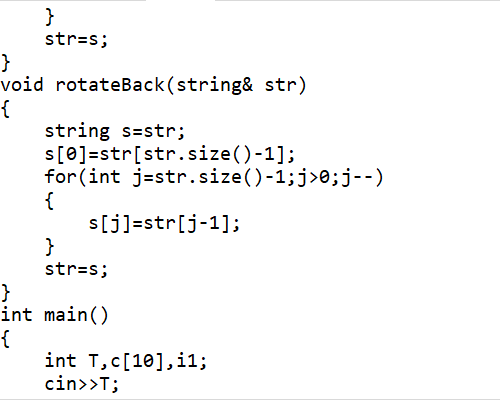 }
    str=s;
}
void rotateBack(string& str)
{
    string s=str;
    s[0]=str[str.size()-1];
    for(int j=str.size()-1;j>0;j--)
    {
        s[j]=str[j-1];
    }
    str=s;
}
int main()
{
    int T,c[10],i1;
    cin>>T;